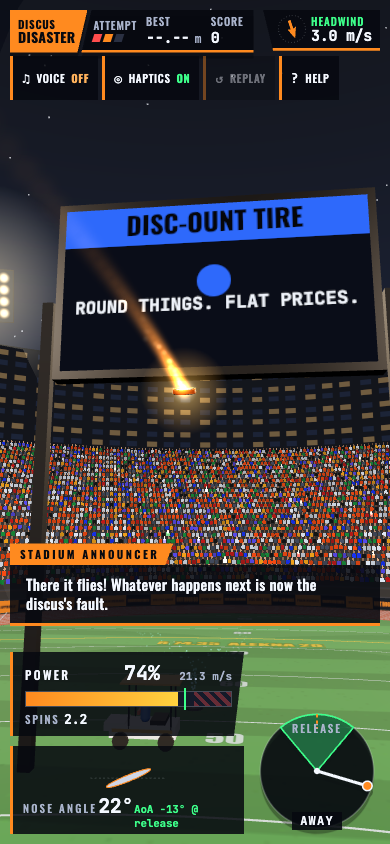 DISCUS
DISASTER
ATTEMPT
BEST
--.-- m
SCORE
0
HEADWIND
3.0 m/s
♫ VOICE OFF
◎ HAPTICS ON
↺ REPLAY
? HELP
DISC-OUNT TIRE
ROUND THINGS. FLAT PRICES.
STADIUM ANNOUNCER
There it flies! Whatever happens next is now the
discus's fault.
POWER 74% 21.3 m/s
SPINS 2.2
50
NOSE ANGLE 22° AoA -13° @
release
RELEASE
AWAY